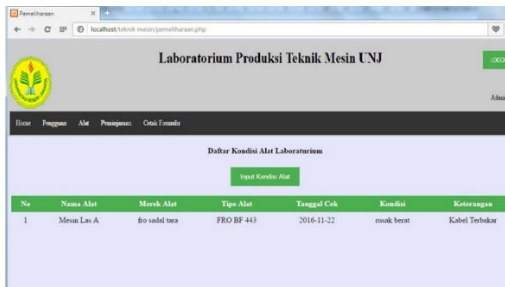 Pemeliharaan
localhost/teknik-mesin/pemeliharaan.php
Laboratorium Produksi Teknik Mesin UNJ
Home Pengguna Alat Peminjaman Cetak Formulir
Daftar Kondisi Alat Laboraturium
Input Kondisi Alat
No Nama Alat Merek Alat Tipe Alat Tanggal Cek Kondisi Keterangan
1 Mesin Las A fro sadal tara FRO BF 443 2016-11-22 rusak berat Kabel Terbakar